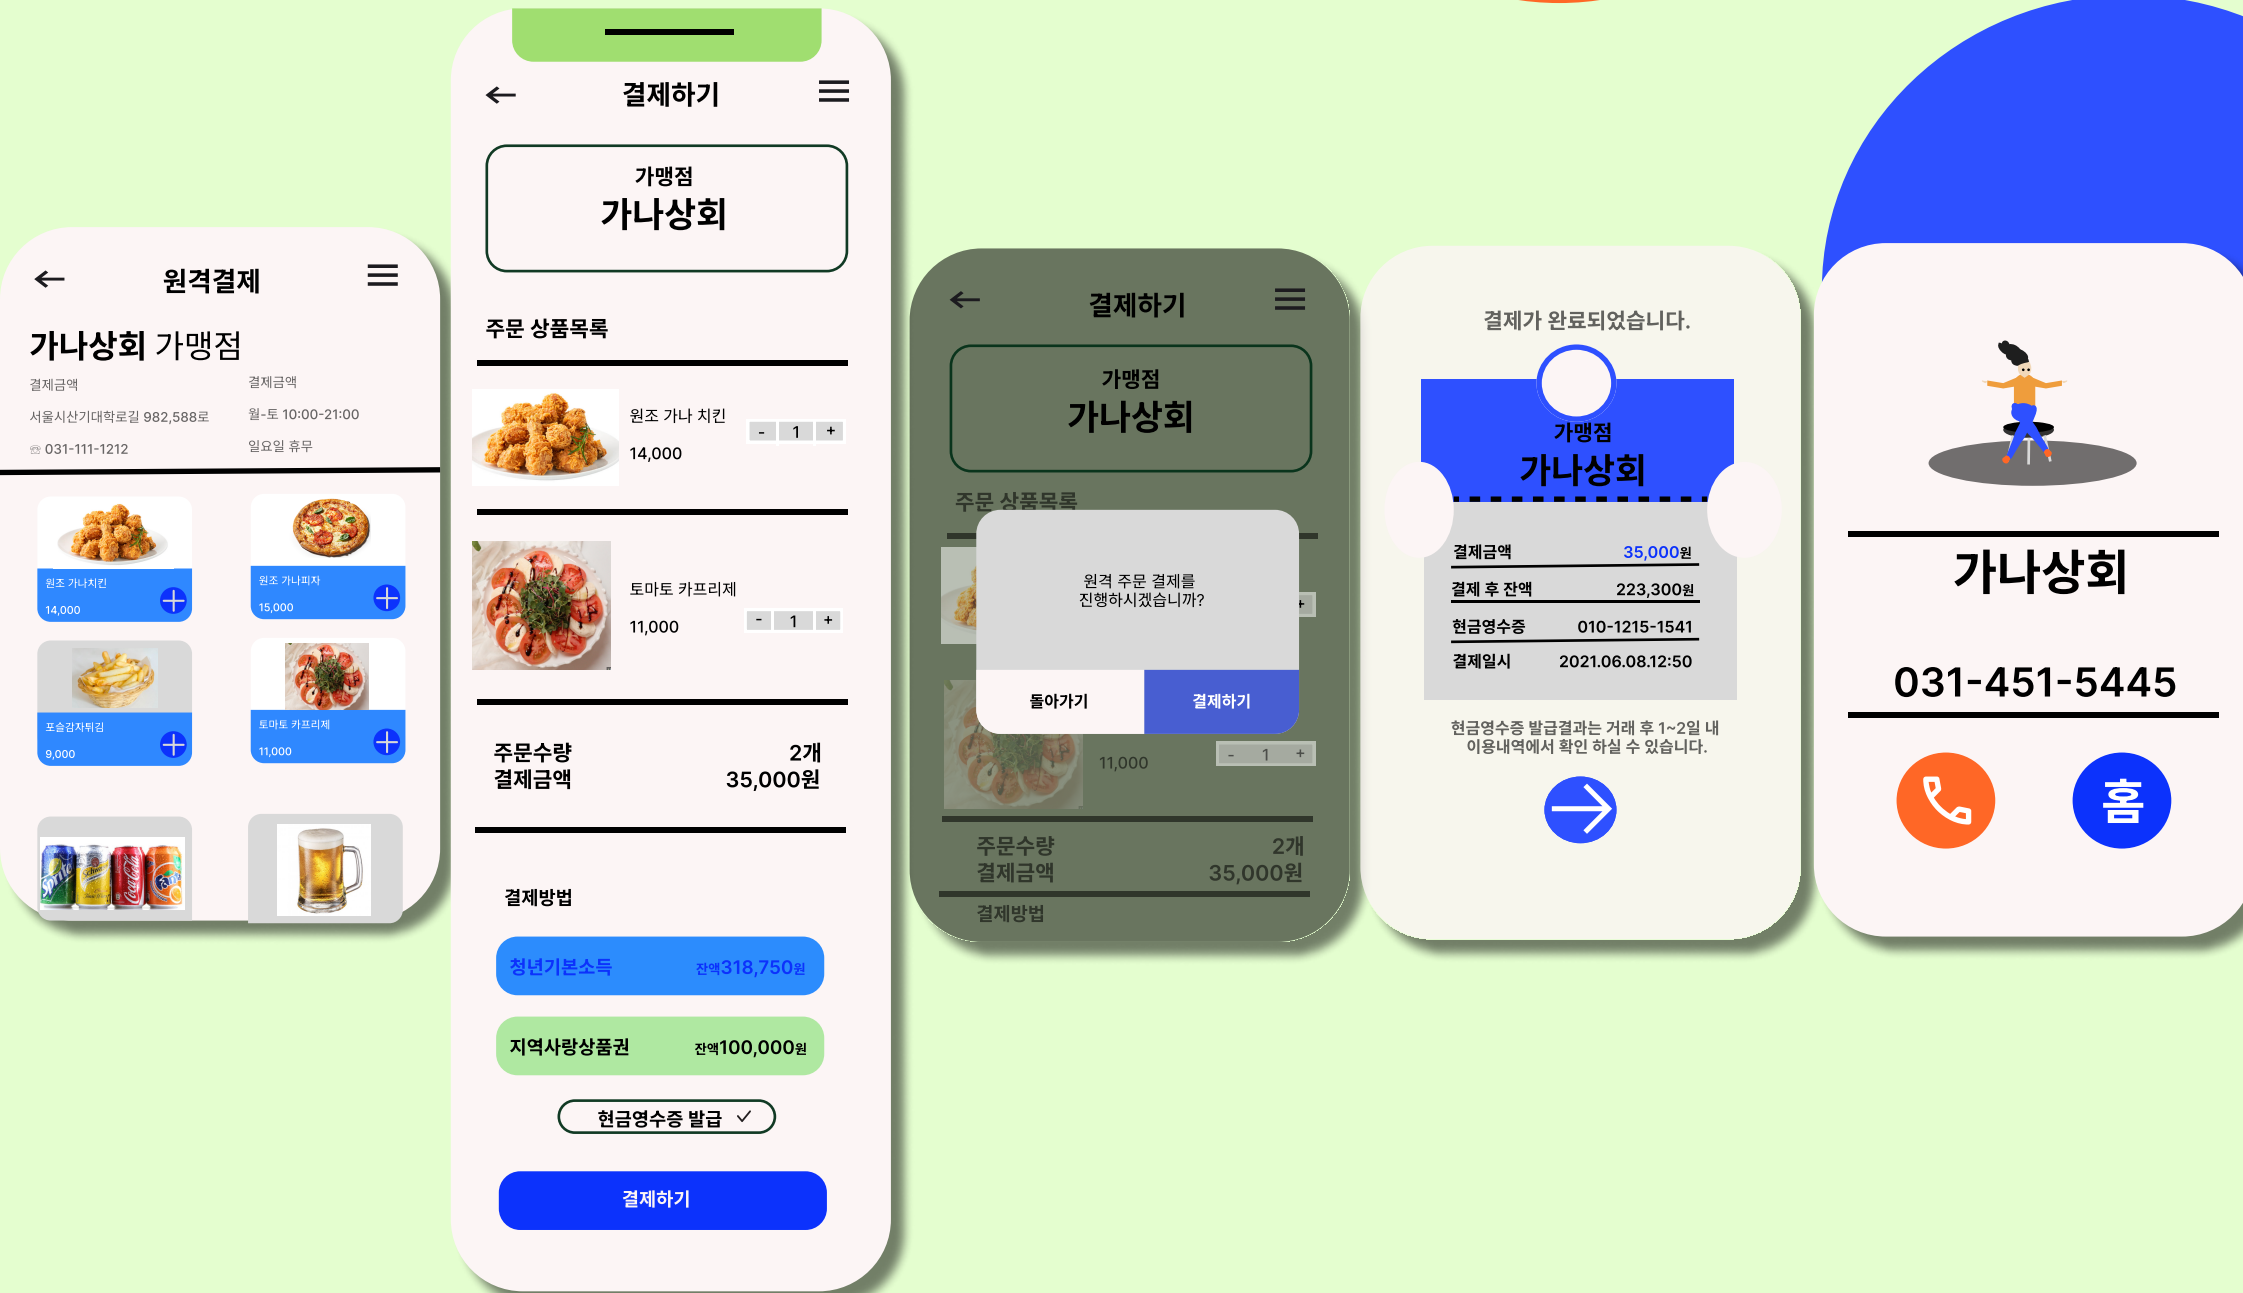 원격결제
가나상회 가맹점
결제금액
결제금액
서울시산기대학로길 982,588로
월-토 10:00-21:00
☏ 031-111-1212
일요일 휴무
원조 가나치킨
14,000
원조 가나피자
15,000
포슬감자튀김
9,000
토마토 카프리제
11,000
Sprite
Schweppes
Coca-Cola
Fanta
결제하기
가맹점
가나상회
주문 상품목록
원조 가나 치킨
14,000
- 1 +
토마토 카프리제
11,000
- 1 +
주문수량 2개
결제금액 35,000원
결제방법
청년기본소득 잔액318,750원
지역사랑상품권 잔액100,000원
현금영수증 발급
결제하기
결제하기
가맹점
가나상회
주문 상품목록
+
원격 주문 결제를
진행하시겠습니까?
돌아가기 결제하기
11,000
- 1 +
주문수량 2개
결제금액 35,000원
결제방법
결제가 완료되었습니다.
가맹점
가나상회
결제금액 35,000원
결제 후 잔액 223,300원
현금영수증 010-1215-1541
결제일시 2021.06.08.12:50
현금영수증 발급결과는 거래 후 1~2일 내
이용내역에서 확인 하실 수 있습니다.
가나상회
031-451-5445
홈